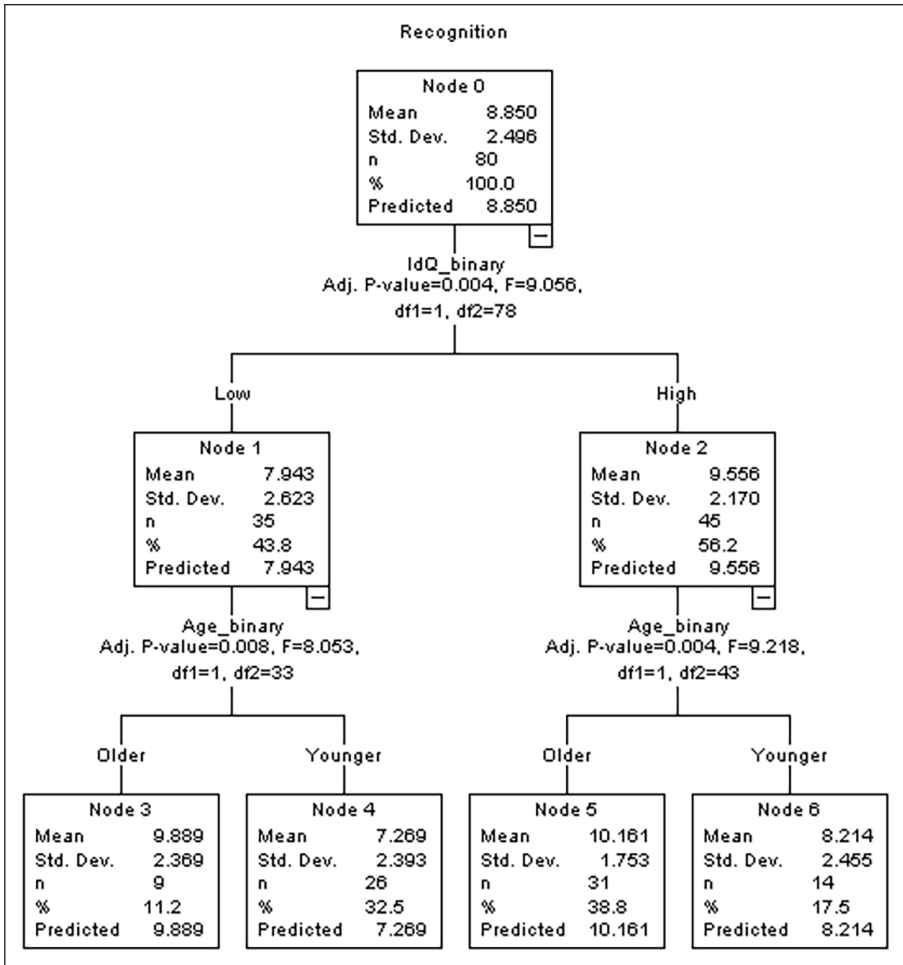 Recognition
Node 0
Mean 8.850
Std. Dev. 2.496
n 80
% 100.0
Predicted 8.850
IdQ_binary
Adj. P-value=0.004, F=9.056,
df1=1, df2=78
Low
High
Node 1
Mean 7.943
Std. Dev. 2.623
n 35
% 43.8
Predicted 7.943
Node 2
Mean 9.556
Std. Dev. 2.170
n 45
% 56.2
Predicted 9.556
Age_binary
Adj. P-value=0.008, F=8.053,
df1=1, df2=33
Age_binary
Adj. P-value=0.004, F=9.218,
df1=1, df2=43
Older
Younger
Older
Younger
Node 3
Mean 9.889
Std. Dev. 2.369
n 9
% 11.2
Predicted 9.889
Node 4
Mean 7.269
Std. Dev. 2.393
n 26
% 32.5
Predicted 7.269
Node 5
Mean 10.161
Std. Dev. 1.753
n 31
% 38.8
Predicted 10.161
Node 6
Mean 8.214
Std. Dev. 2.455
n 14
% 17.5
Predicted 8.214